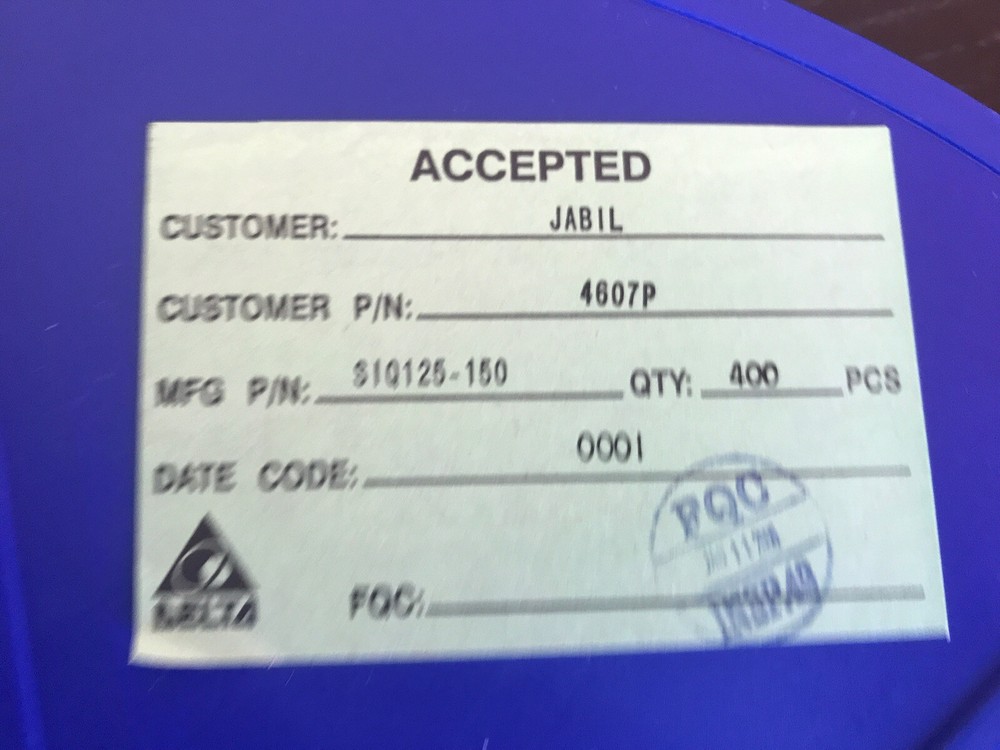 ACCEPTED
CUSTOMER: JABIL
CUSTOMER P/N: 4607P
MFG P/N: SIQ125-150 QTY: 400 PCS
DATE CODE: 0001
FQC
DELTA FQC: